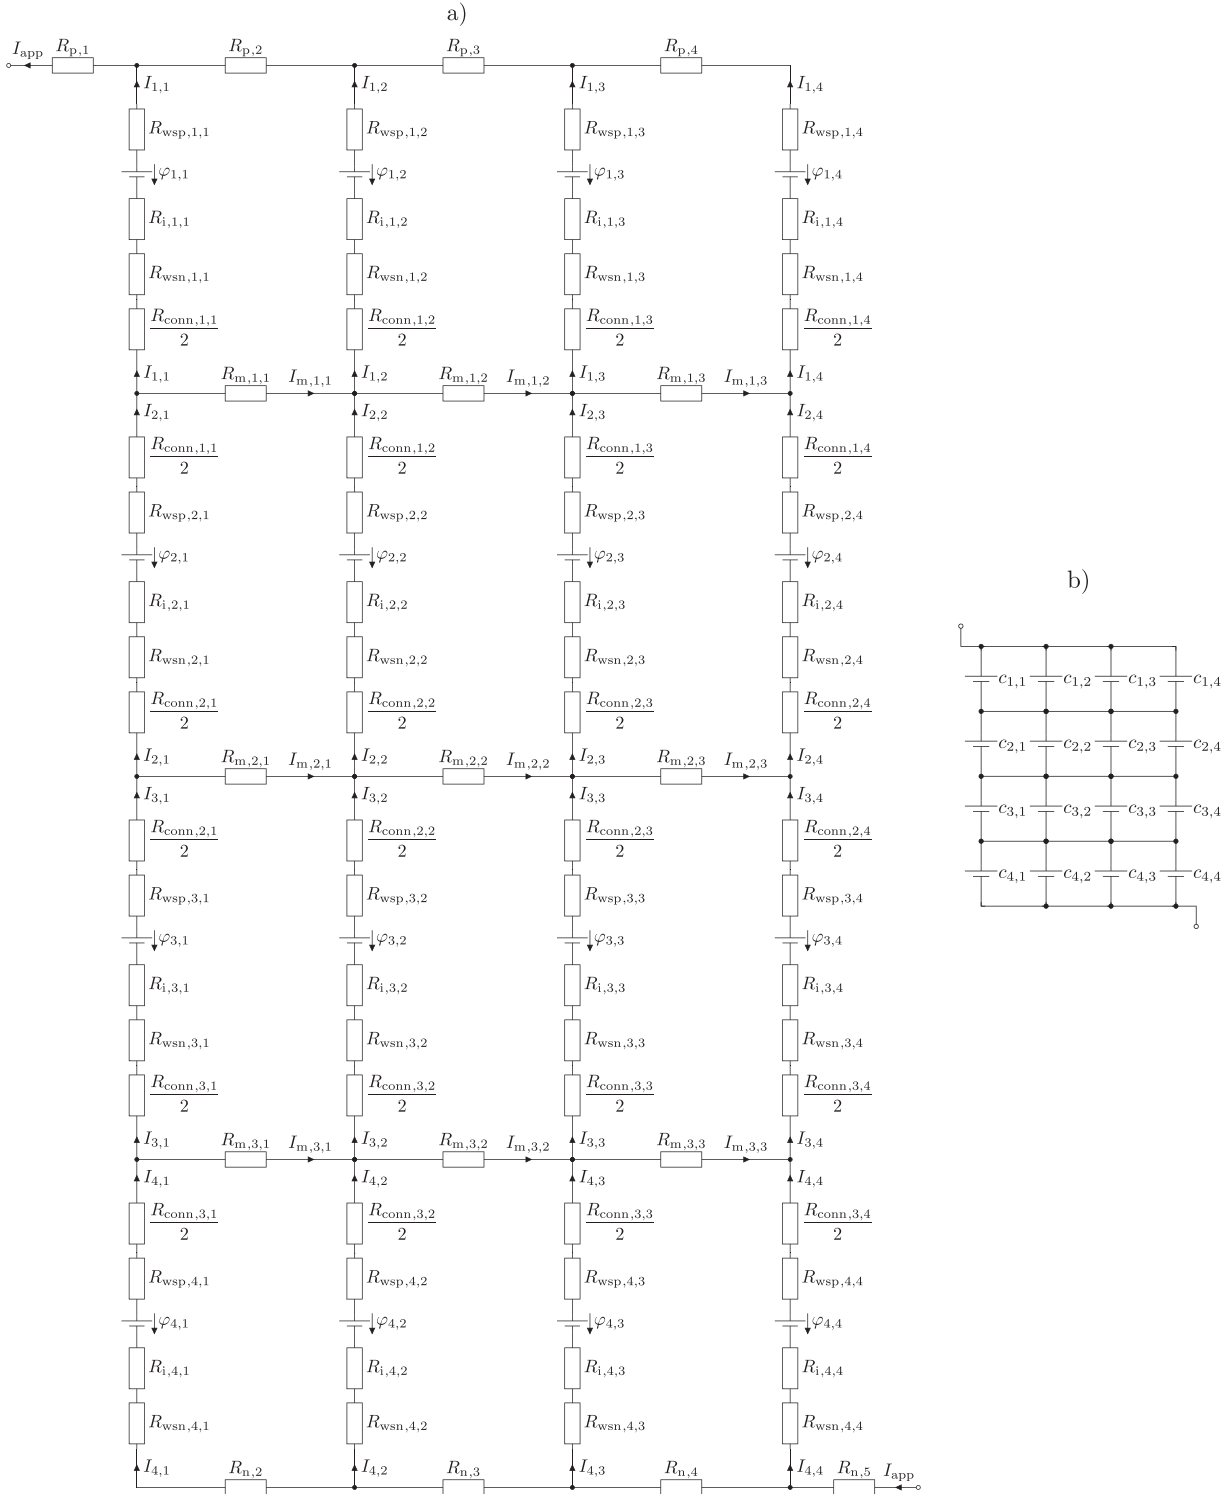 a)
I_app R_p,1 R_p,2 R_p,3 R_p,4
I_1,1 I_1,2 I_1,3 I_1,4
R_wsp,1,1 R_wsp,1,2 R_wsp,1,3 R_wsp,1,4
φ_1,1 φ_1,2 φ_1,3 φ_1,4
R_i,1,1 R_i,1,2 R_i,1,3 R_i,1,4
R_wsn,1,1 R_wsn,1,2 R_wsn,1,3 R_wsn,1,4
R_conn,1,1/2 R_conn,1,2/2 R_conn,1,3/2 R_conn,1,4/2
I_1,1 R_m,1,1 I_m,1,1 I_1,2 R_m,1,2 I_m,1,2 I_1,3 R_m,1,3 I_m,1,3 I_1,4
I_2,1 I_2,2 I_2,3 I_2,4
R_conn,1,1/2 R_conn,1,2/2 R_conn,1,3/2 R_conn,1,4/2
R_wsp,2,1 R_wsp,2,2 R_wsp,2,3 R_wsp,2,4
φ_2,1 φ_2,2 φ_2,3 φ_2,4
R_i,2,1 R_i,2,2 R_i,2,3 R_i,2,4
R_wsn,2,1 R_wsn,2,2 R_wsn,2,3 R_wsn,2,4
R_conn,2,1/2 R_conn,2,2/2 R_conn,2,3/2 R_conn,2,4/2
I_2,1 R_m,2,1 I_m,2,1 I_2,2 R_m,2,2 I_m,2,2 I_2,3 R_m,2,3 I_m,2,3 I_2,4
I_3,1 I_3,2 I_3,3 I_3,4
R_conn,2,1/2 R_conn,2,2/2 R_conn,2,3/2 R_conn,2,4/2
R_wsp,3,1 R_wsp,3,2 R_wsp,3,3 R_wsp,3,4
φ_3,1 φ_3,2 φ_3,3 φ_3,4
R_i,3,1 R_i,3,2 R_i,3,3 R_i,3,4
R_wsn,3,1 R_wsn,3,2 R_wsn,3,3 R_wsn,3,4
R_conn,3,1/2 R_conn,3,2/2 R_conn,3,3/2 R_conn,3,4/2
I_3,1 R_m,3,1 I_m,3,1 I_3,2 R_m,3,2 I_m,3,2 I_3,3 R_m,3,3 I_m,3,3 I_3,4
I_4,1 I_4,2 I_4,3 I_4,4
R_conn,3,1/2 R_conn,3,2/2 R_conn,3,3/2 R_conn,3,4/2
R_wsp,4,1 R_wsp,4,2 R_wsp,4,3 R_wsp,4,4
φ_4,1 φ_4,2 φ_4,3 φ_4,4
R_i,4,1 R_i,4,2 R_i,4,3 R_i,4,4
R_wsn,4,1 R_wsn,4,2 R_wsn,4,3 R_wsn,4,4
I_4,1 R_n,2 I_4,2 R_n,3 I_4,3 R_n,4 I_4,4 R_n,5 I_app
b)
c_1,1 c_1,2 c_1,3 c_1,4
c_2,1 c_2,2 c_2,3 c_2,4
c_3,1 c_3,2 c_3,3 c_3,4
c_4,1 c_4,2 c_4,3 c_4,4